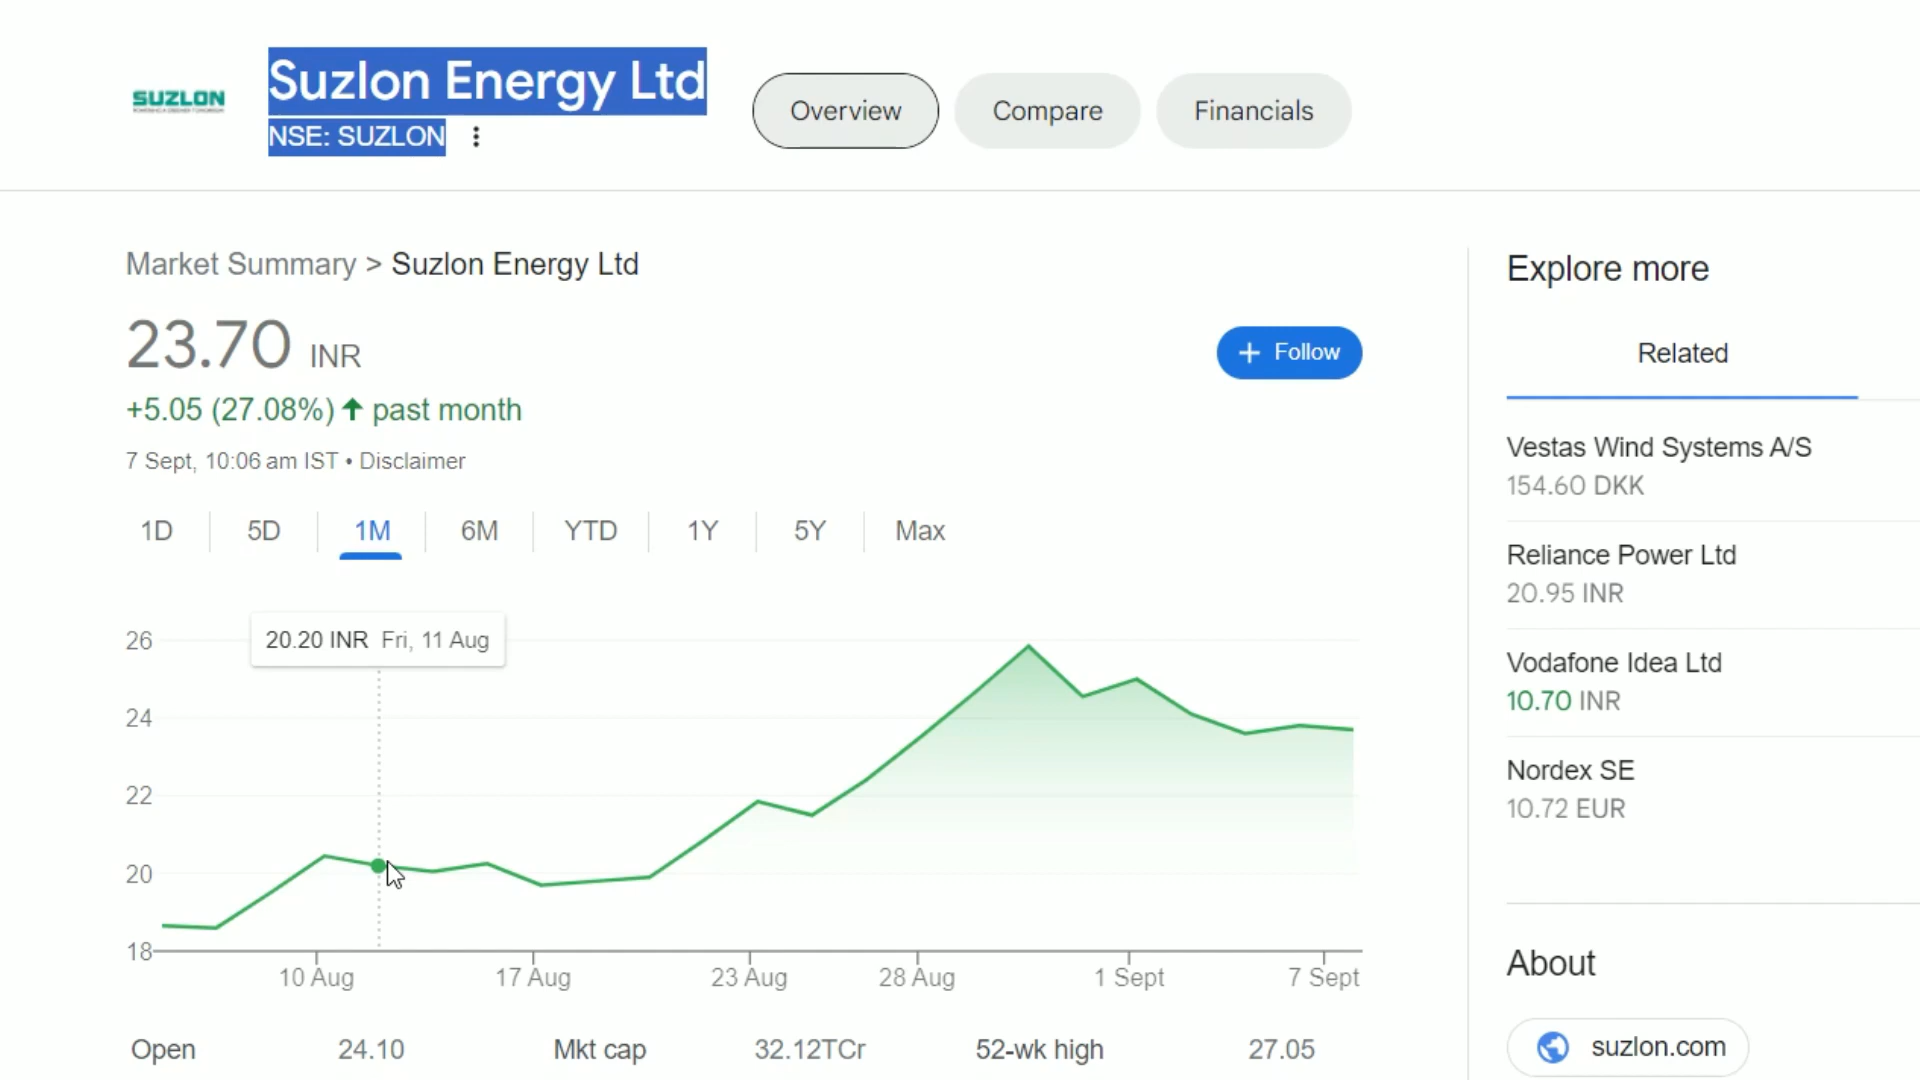 SUZLON
Suzlon Energy Ltd
NSE: SUZLON
Overview
Compare
Financials
Market Summary > Suzlon Energy Ltd
23.70 INR
+5.05 (27.08%) ↑ past month
7 Sept, 10:06 am IST • Disclaimer
+ Follow
1D
5D
1M
6M
YTD
1Y
5Y
Max
20.20 INR Fri, 11 Aug
26
24
22
20
18
10 Aug
17 Aug
23 Aug
28 Aug
1 Sept
7 Sept
Open 24.10
Mkt cap 32.12TCr
52-wk high 27.05
Explore more
Related
Vestas Wind Systems A/S
154.60 DKK
Reliance Power Ltd
20.95 INR
Vodafone Idea Ltd
10.70 INR
Nordex SE
10.72 EUR
About
suzlon.com